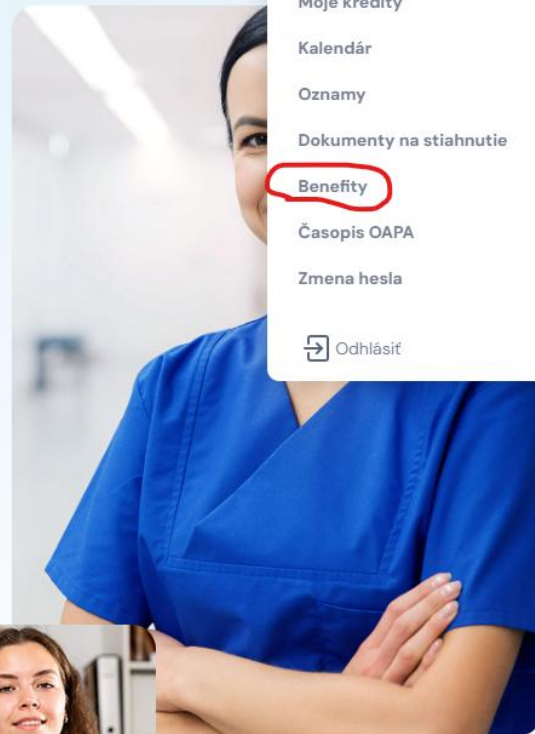 Moje kredity
Kalendár
Oznamy
Dokumenty na stiahnutie
Benefity
Časopis OAPA
Zmena hesla
Odhlásiť